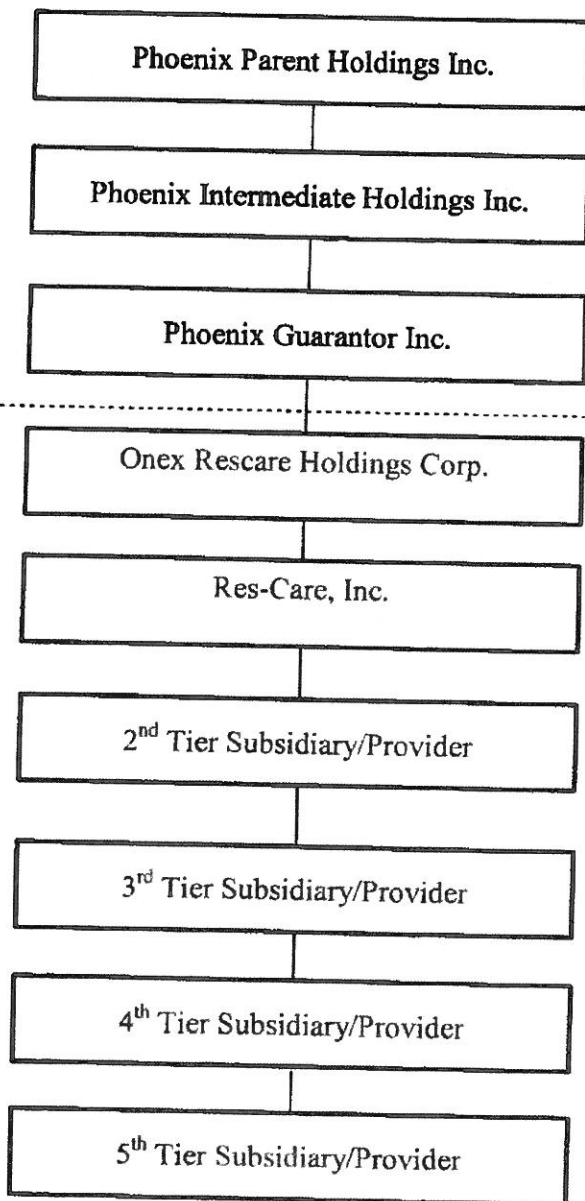 Phoenix Parent Holdings Inc.
Phoenix Intermediate Holdings Inc.
Phoenix Guarantor Inc.
Onex Rescare Holdings Corp.
Res-Care, Inc.
2nd Tier Subsidiary/Provider
3rd Tier Subsidiary/Provider
4th Tier Subsidiary/Provider
5th Tier Subsidiary/Provider